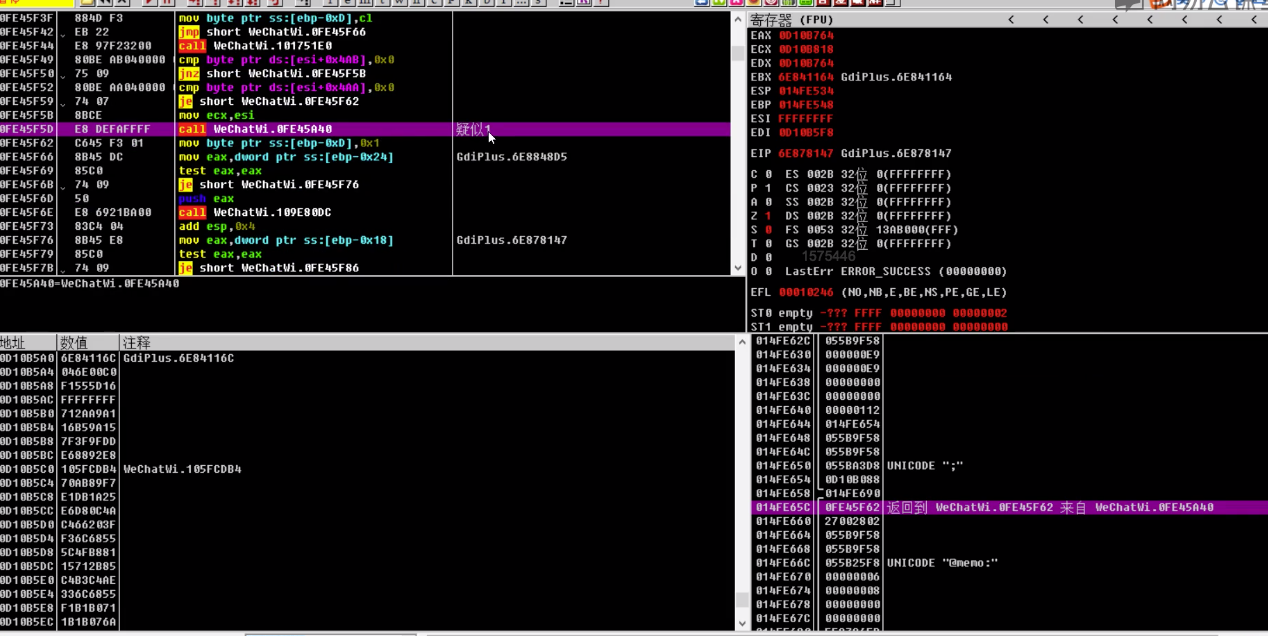 0FE45F3F 884D F3 mov byte ptr ss:[ebp-0xD],cl
0FE45F42 EB 22 jmp short WeChatWi.0FE45F66
0FE45F44 E8 97F23200 call WeChatWi.101751E0
0FE45F49 80BE AB040000 cmp byte ptr ds:[esi+0x4AB],0x0
0FE45F50 75 09 jnz short WeChatWi.0FE45F5B
0FE45F52 80BE AA040000 cmp byte ptr ds:[esi+0x4AA],0x0
0FE45F59 74 07 je short WeChatWi.0FE45F62
0FE45F5B 8BCE mov ecx,esi
0FE45F5D E8 DEFAFFFF call WeChatWi.0FE45A40 疑似1
0FE45F62 C645 F3 01 mov byte ptr ss:[ebp-0xD],0x1
0FE45F66 8B45 DC mov eax,dword ptr ss:[ebp-0x24] GdiPlus.6E8848D5
0FE45F69 85C0 test eax,eax
0FE45F6B 74 09 je short WeChatWi.0FE45F76
0FE45F6D 50 push eax
0FE45F6E E8 6921BA00 call WeChatWi.109E80DC
0FE45F73 83C4 04 add esp,0x4
0FE45F76 8B45 E8 mov eax,dword ptr ss:[ebp-0x18] GdiPlus.6E878147
0FE45F79 85C0 test eax,eax
0FE45F7B 74 09 je short WeChatWi.0FE45F86
0FE45A40=WeChatWi.0FE45A40
寄存器 (FPU) < < < < < < < <
EAX 0D10B764
ECX 0D10B818
EDX 0D10B764
EBX 6E841164 GdiPlus.6E841164
ESP 014FE534
EBP 014FE548
ESI FFFFFFFF
EDI 0D10B5F8
EIP 6E878147 GdiPlus.6E878147
C 0 ES 002B 32位 0(FFFFFFFF)
P 1 CS 0023 32位 0(FFFFFFFF)
A 0 SS 002B 32位 0(FFFFFFFF)
Z 1 DS 002B 32位 0(FFFFFFFF)
S 0 FS 0053 32位 13AB000(FFF)
T 0 GS 002B 32位 0(FFFFFFFF)
D 0 1575446
O 0 LastErr ERROR_SUCCESS (00000000)
EFL 00010246 (NO,NB,E,BE,NS,PE,GE,LE)
ST0 empty -??? FFFF 00000000 00000002
ST1 empty -??? FFFF 00000000 00000000
地址 数值 注释
0D10B5A0 6E84116C GdiPlus.6E84116C
0D10B5A4 046E00C0
0D10B5A8 F1555D16
0D10B5AC FFFFFFFF
0D10B5B0 712AA9A1
0D10B5B4 16B59A15
0D10B5B8 7F3F9FDD
0D10B5BC E68892E8
0D10B5C0 105FCDB4 WeChatWi.105FCDB4
0D10B5C4 70AB89F7
0D10B5C8 E1DB1A25
0D10B5CC E6D80C4A
0D10B5D0 C466203F
0D10B5D4 F36C6855
0D10B5D8 5C4FB881
0D10B5DC 15712B85
0D10B5E0 C4B3C4AE
0D10B5E4 336C6855
0D10B5E8 F1B1B071
0D10B5EC 1B1B076A
014FE62C 055B9F58
014FE630 000000E9
014FE634 000000E9
014FE638 00000000
014FE63C 00000000
014FE640 00000112
014FE644 014FE654
014FE648 055B9F58
014FE64C 055B9F58
014FE650 055BA3D8 UNICODE ";"
014FE654 0D10B088
014FE658 014FE690
014FE65C 0FE45F62 返回到 WeChatWi.0FE45F62 来自 WeChatWi.0FE45A40
014FE660 27002802
014FE664 055B9F58
014FE668 055B9F58
014FE66C 055B25F8 UNICODE "@memo:"
014FE670 00000006
014FE674 00000008
014FE678 00000000
014FE67C 00000000